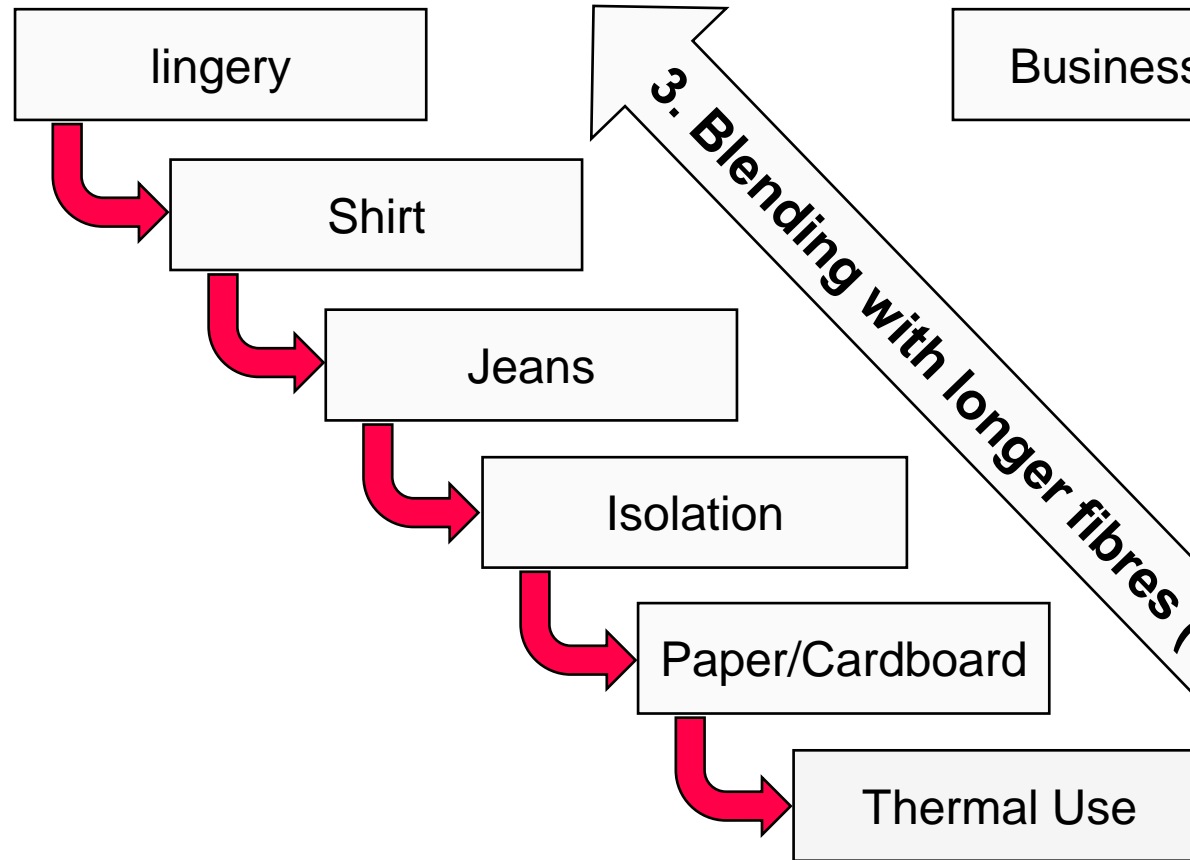 lingery
Business
3. Blending with longer fibres (
Shirt
Jeans
Isolation
Paper/Cardboard
Thermal Use